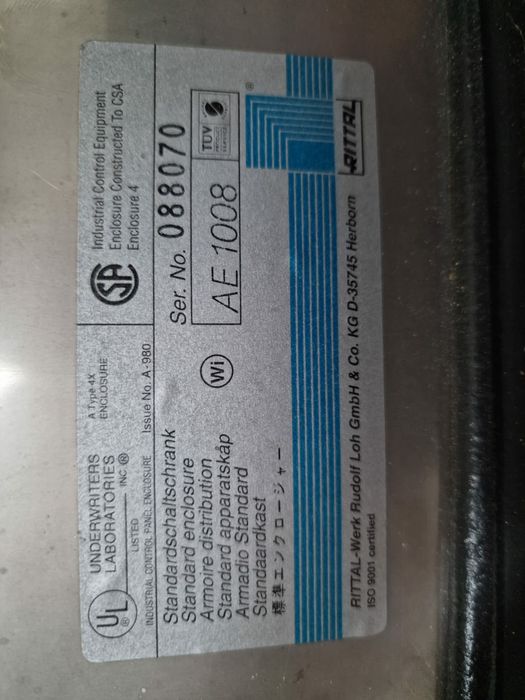 UL
®
UNDERWRITERS
LABORATORIES
INC ®
A Type 4X
ENCLOSURE
LISTED
INDUSTRIAL CONTROL PANEL ENCLOSURE
Issue No. A-980
SA
Industrial Control Equipment
Enclosure Constructed To CSA
Enclosure 4
Standardschaltschrank
Standard enclosure
Armoire distribution
Standard apparatskåp
Armadio Standard
Standaardkast
標準エンクロージャー
Wi
Ser. No. 088070
AE 1008
TÜV
®
RITTAL
RITTAL-Werk Rudolf Loh GmbH & Co. KG D-35745 Herborn
ISO 9001 certified